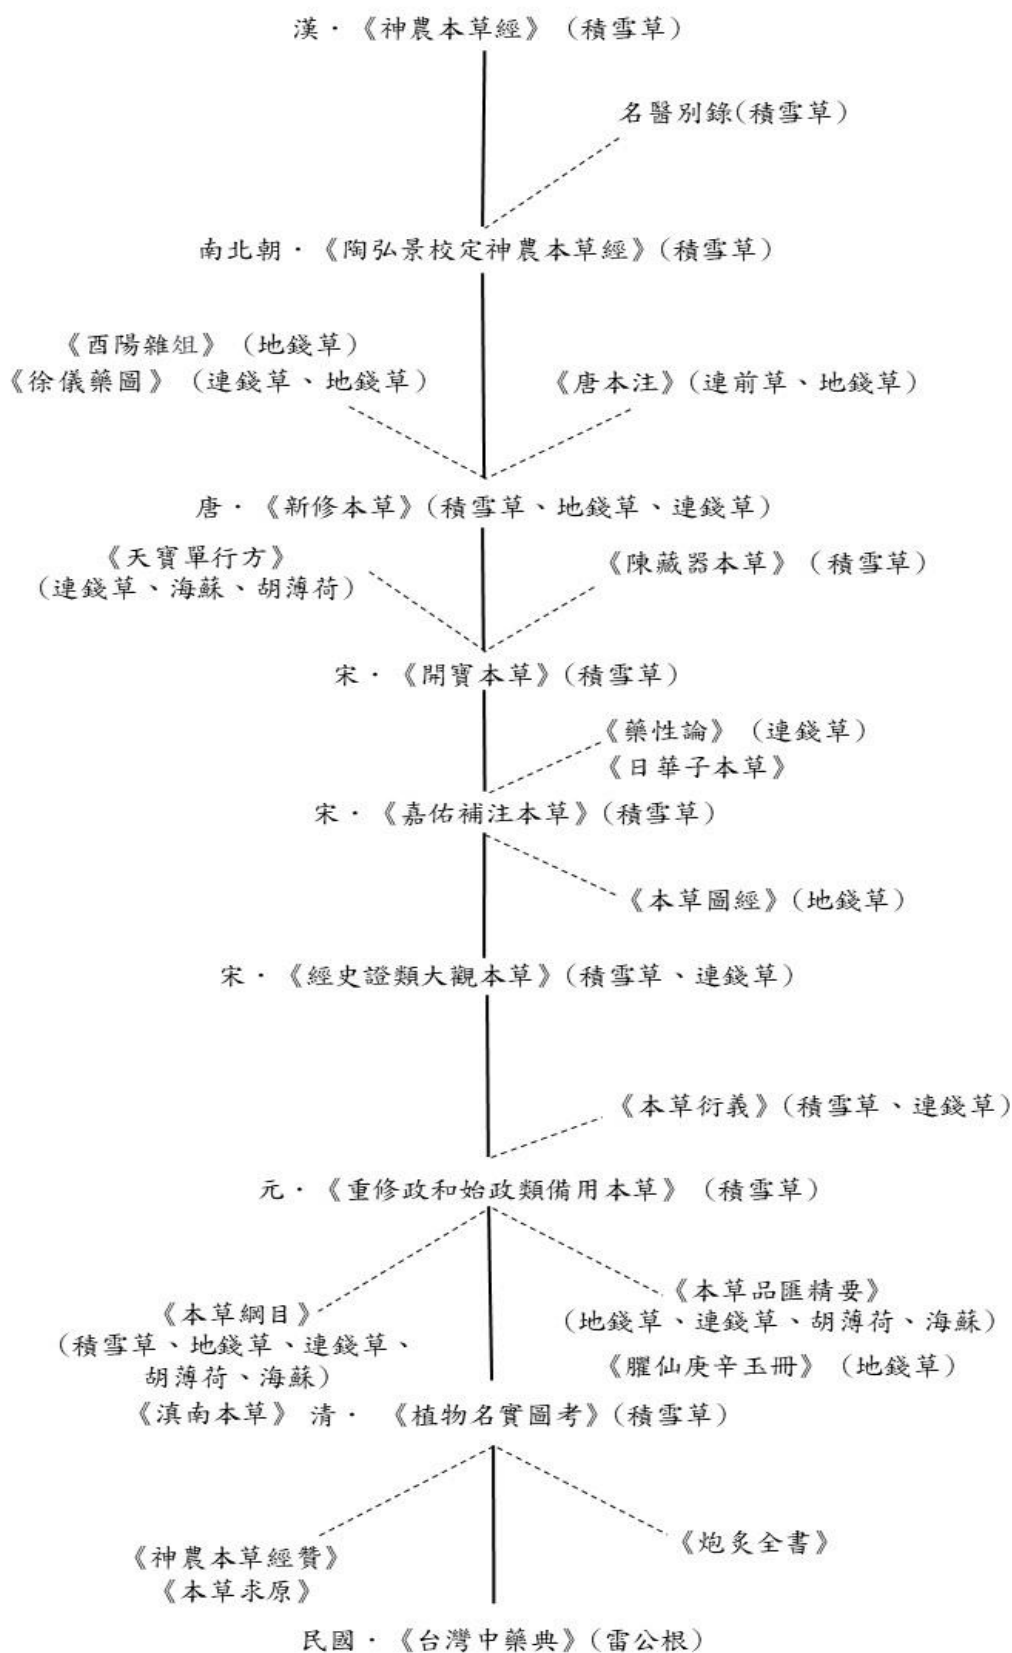 漢．《神農本草經》（積雪草）
名醫別錄(積雪草）
南北朝．《陶弘景校定神農本草經》(積雪草）
《酉陽雜俎》（地錢草）
《徐儀藥圖》（連錢草、地錢草）
《唐本注》(連前草、地錢草）
唐．《新修本草》(積雪草、地錢草、連錢草）
《天寶單行方》
（連錢草、海蘇、胡薄荷）
《陳藏器本草》（積雪草）
宋．《開寶本草》(積雪草）
《藥性論》（連錢草）
《日華子本草》
宋．《嘉佑補注本草》(積雪草）
《本草圖經》(地錢草）
宋．《經史證類大觀本草》(積雪草、連錢草）
《本草衍義》(積雪草、連錢草）
元．《重修政和始政類備用本草》（積雪草）
《本草綱目》
（積雪草、地錢草、連錢草、
胡薄荷、海蘇）
《本草品匯精要》
（地錢草、連錢草、胡薄荷、海蘇）
《臞仙庚辛玉冊》（地錢草）
《滇南本草》清．《植物名實圖考》(積雪草）
《神農本草經贊》
《本草求原》
《炮炙全書》
民國．《台灣中藥典》(雷公根）